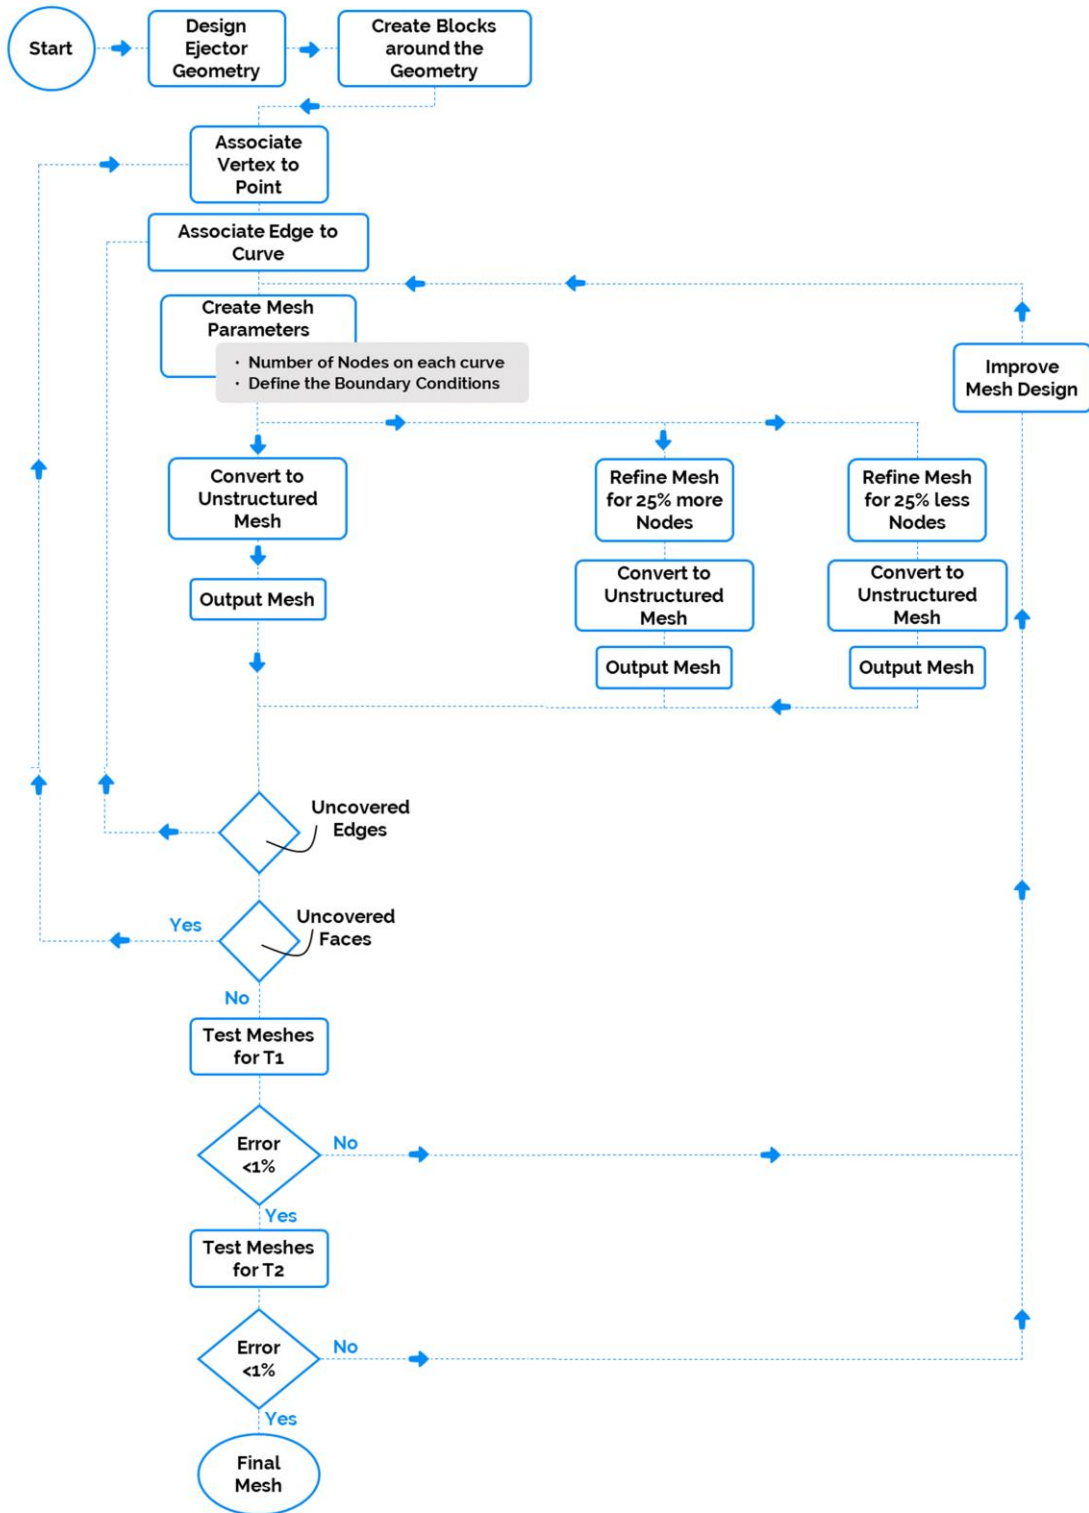 Start
Design
Ejector
Geometry
Create Blocks
around the
Geometry
Associate
Vertex to
Point
Associate Edge to
Curve
Create Mesh
Parameters
· Number of Nodes on each curve
· Define the Boundary Conditions
Improve
Mesh Design
Convert to
Unstructured
Mesh
Refine Mesh
for 25% more
Nodes
Refine Mesh
for 25% less
Nodes
Output Mesh
Convert to
Unstructured
Mesh
Convert to
Unstructured
Mesh
Output Mesh
Output Mesh
Uncovered
Edges
Yes
Uncovered
Faces
No
Test Meshes
for T1
Error
<1%
No
Yes
Test Meshes
for T2
Error
<1%
No
Yes
Final
Mesh